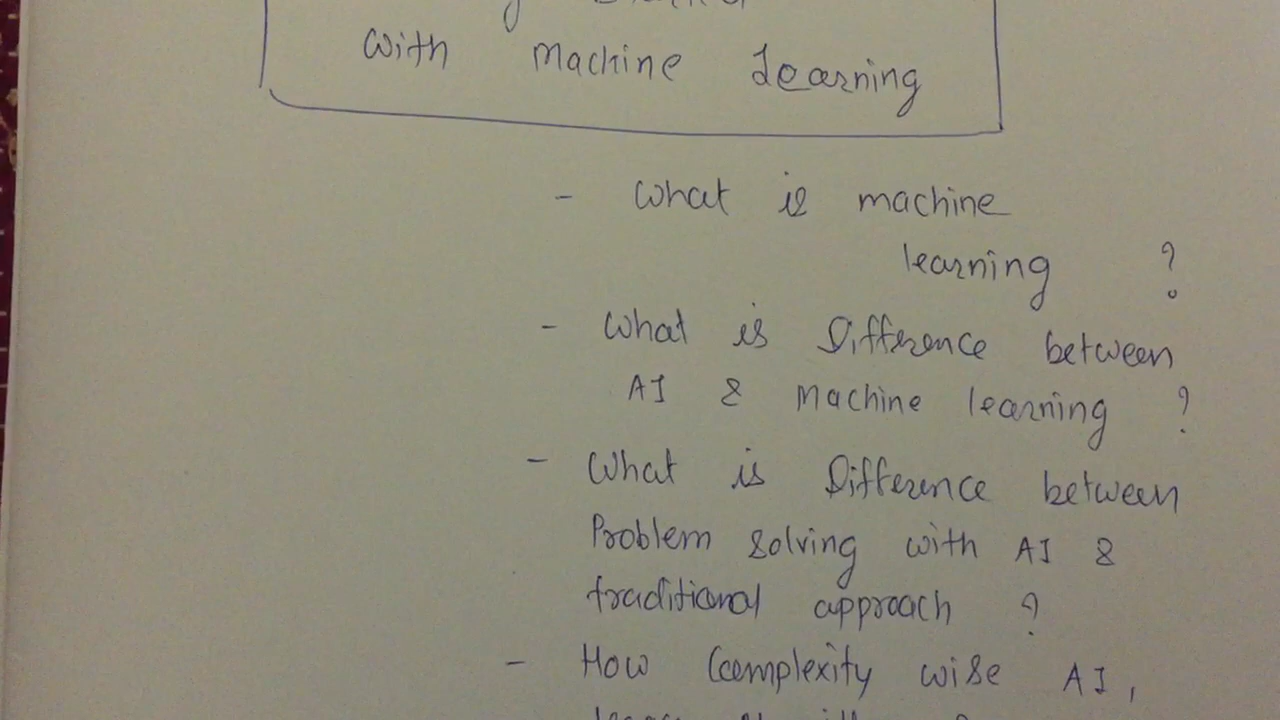 with machine Learning
- What is machine
learning ?
- What is Difference between
AI & Machine learning ?
- What is Difference between
Problem solving with AI &
traditional approach ?
- How Complexity wise AI,